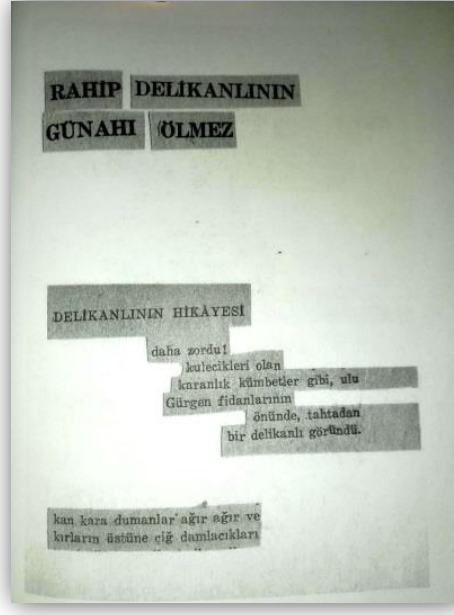 RAHİP DELİKANLININ
GÜNAHI ÖLMEZ
DELİKANLININ HİKÂYESİ
daha zordu!
kulecikleri olan
karanlık kümbetler gibi, ulu
Gürgen fidanlarının
önünde, tahtadan
bir delikanlı göründü.
kan kara dumanlar ağır ağır ve
kırların üstüne çiğ damlacıkları